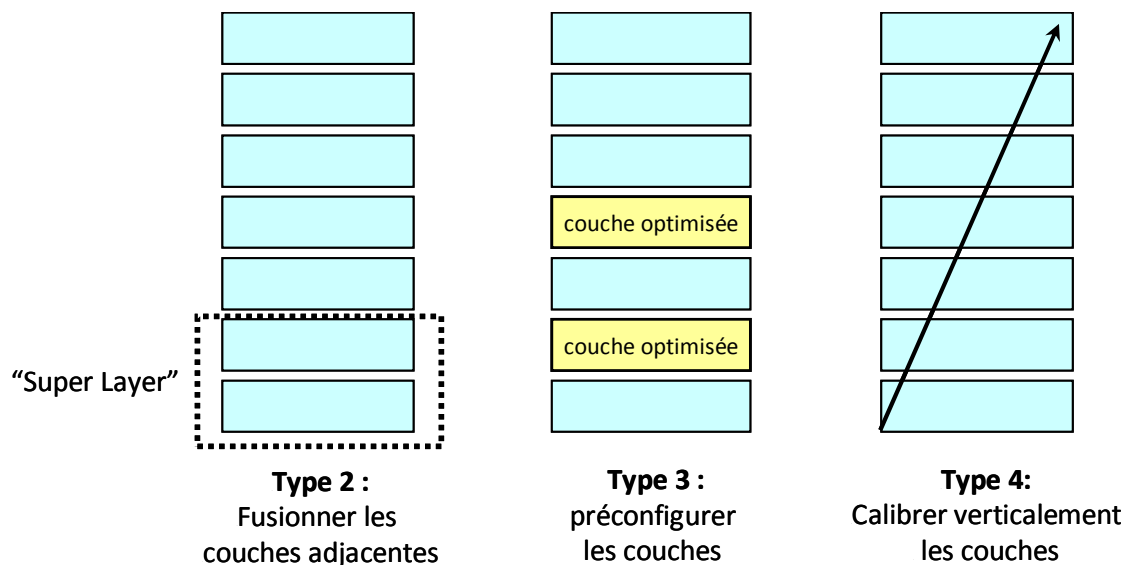 couche optimisée
couche optimisée
“Super Layer”
Type 2 :
Fusionner les
couches adjacentes
Type 3 :
préconfigurer
les couches
Type 4:
Calibrer verticalement
les couches